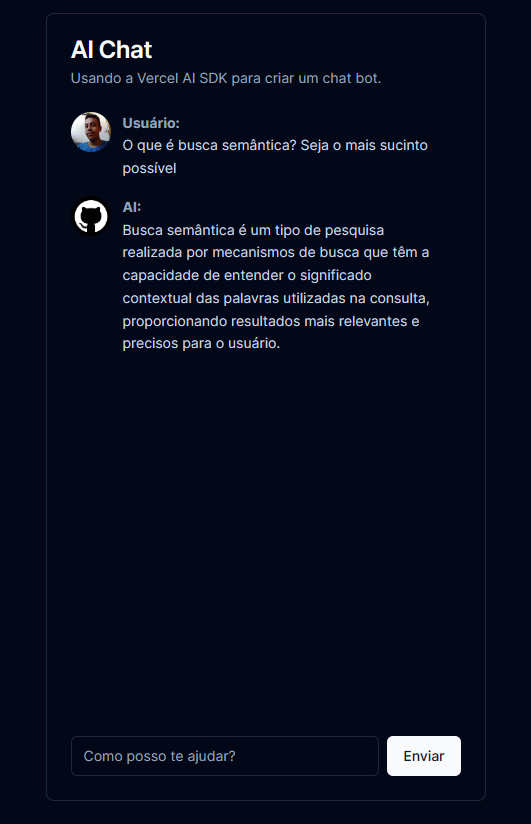 AI Chat
Usando a Vercel AI SDK para criar um chat bot.
Usuário:
O que é busca semântica? Seja o mais sucinto
possível
AI:
Busca semântica é um tipo de pesquisa
realizada por mecanismos de busca que têm a
capacidade de entender o significado
contextual das palavras utilizadas na consulta,
proporcionando resultados mais relevantes e
precisos para o usuário.
Como posso te ajudar?
Enviar